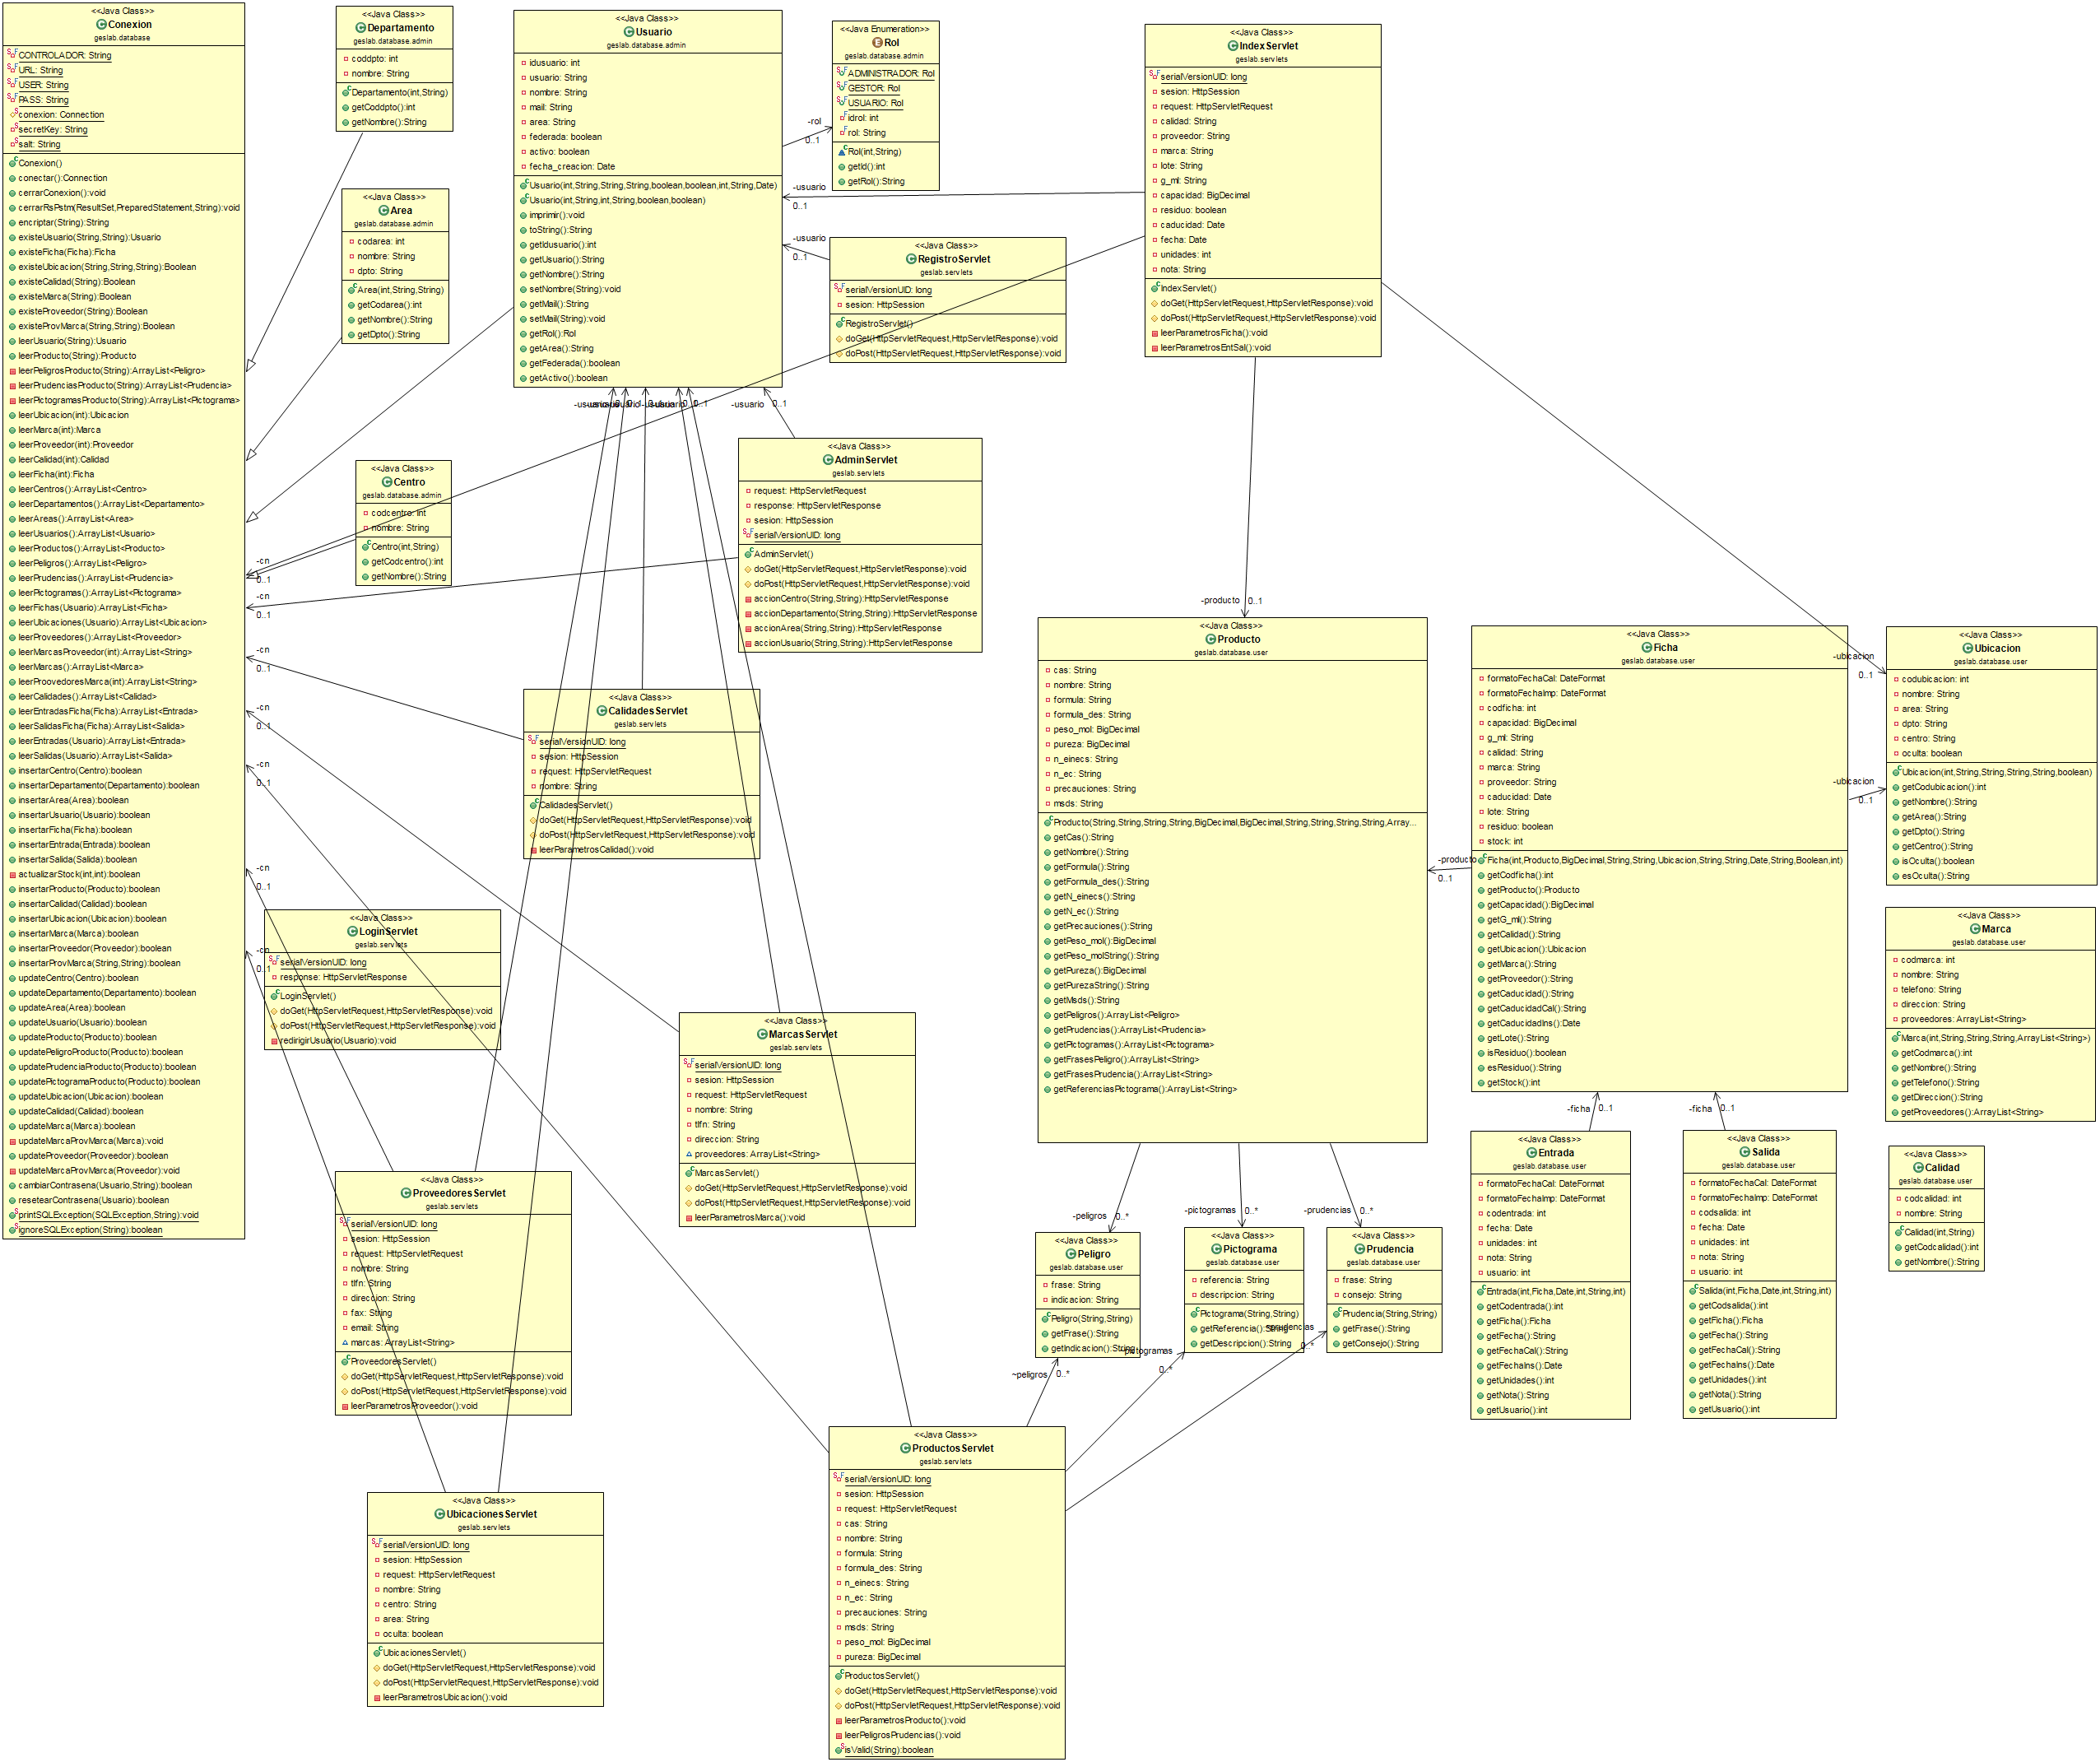 <<Java Class>>
Conexion
geslab.database
CONTROLADOR: String
URL: String
USER: String
PASS: String
conexion: Connection
secretKey: String
salt: String
Conexion()
conectar():Connection
cerrarConexion():void
cerrarRsPstm(ResultSet,PreparedStatement,String):void
encriptar(String):String
existeUsuario(String,String):Usuario
existeFicha(Ficha):Ficha
existeUbicacion(String,String,String):Boolean
existeCalidad(String):Boolean
existeMarca(String):Boolean
existeProveedor(String):Boolean
existeProvMarca(String,String):Boolean
leerUsuario(String):Usuario
leerProducto(String):Producto
leerPeligrosProducto(String):ArrayList<Peligro>
leerPrudenciasProducto(String):ArrayList<Prudencia>
leerPictogramasProducto(String):ArrayList<Pictograma>
leerUbicacion(int):Ubicacion
leerMarca(int):Marca
leerProveedor(int):Proveedor
leerCalidad(int):Calidad
leerFicha(int):Ficha
leerCentros():ArrayList<Centro>
leerDepartamentos():ArrayList<Departamento>
leerAreas():ArrayList<Area>
leerUsuarios():ArrayList<Usuario>
leerProductos():ArrayList<Producto>
leerPeligros():ArrayList<Peligro>
leerPrudencias():ArrayList<Prudencia>
leerPictogramas():ArrayList<Pictograma>
leerFichas(Usuario):ArrayList<Ficha>
leerUbicaciones(Usuario):ArrayList<Ubicacion>
leerProveedores():ArrayList<Proveedor>
leerMarcasProveedor(int):ArrayList<String>
leerMarcas():ArrayList<Marca>
leerProovedoresMarca(int):ArrayList<String>
leerCalidades():ArrayList<Calidad>
leerEntradasFicha(Ficha):ArrayList<Entrada>
leerSalidasFicha(Ficha):ArrayList<Salida>
leerEntradas(Usuario):ArrayList<Entrada>
leerSalidas(Usuario):ArrayList<Salida>
insertarCentro(Centro):boolean
insertarDepartamento(Departamento):boolean
insertarArea(Area):boolean
insertarUsuario(Usuario):boolean
insertarFicha(Ficha):boolean
insertarEntrada(Entrada):boolean
insertarSalida(Salida):boolean
actualizarStock(int,int):boolean
insertarProducto(Producto):boolean
insertarCalidad(Calidad):boolean
insertarUbicacion(Ubicacion):boolean
insertarMarca(Marca):boolean
insertarProveedor(Proveedor):boolean
insertarProvMarca(String,String):boolean
updateCentro(Centro):boolean
updateDepartamento(Departamento):boolean
updateArea(Area):boolean
updateUsuario(Usuario):boolean
updateProducto(Producto):boolean
updatePeligroProducto(Producto):boolean
updatePrudenciaProducto(Producto):boolean
updatePictogramaProducto(Producto):boolean
updateUbicacion(Ubicacion):boolean
updateCalidad(Calidad):boolean
updateMarca(Marca):boolean
updateMarcaProvMarca(Marca):void
updateProveedor(Proveedor):boolean
updateMarcaProvMarca(Proveedor):void
cambiarContrasena(Usuario,String):boolean
resetearContrasena(Usuario):boolean
printSQLException(SQLException,String):void
ignoreSQLException(String):boolean
<<Java Class>>
Departamento
geslab.database.admin
coddpto: int
nombre: String
Departamento(int,String)
getCoddpto():int
getNombre():String
<<Java Class>>
Area
geslab.database.admin
codarea: int
nombre: String
dpto: String
Area(int,String,String)
getCodarea():int
getNombre():String
getDpto():String
<<Java Class>>
Centro
geslab.database.admin
codcentro: int
nombre: String
Centro(int,String)
getCodcentro():int
getNombre():String
<<Java Class>>
Usuario
geslab.database.admin
idusuario: int
usuario: String
nombre: String
mail: String
area: String
federada: boolean
activo: boolean
fecha_creacion: Date
Usuario(int,String,String,String,boolean,boolean,int,String,Date)
Usuario(int,String,int,String,boolean,boolean)
imprimir():void
toString():String
getIdusuario():int
getUsuario():String
getNombre():String
setNombre(String):void
getMail():String
setMail(String):void
getRol():Rol
getArea():String
getFederada():boolean
getActivo():boolean
-rol
0..1
<<Java Enumeration>>
Rol
geslab.database.admin
ADMINISTRADOR: Rol
GESTOR: Rol
USUARIO: Rol
idrol: int
rol: String
Rol(int,String)
getId():int
getRol():String
-usuario
0..1
-usuario
0..1
<<Java Class>>
RegistroServlet
geslab.servlets
serialVersionUID: long
sesion: HttpSession
RegistroServlet()
doGet(HttpServletRequest,HttpServletResponse):void
doPost(HttpServletRequest,HttpServletResponse):void
<<Java Class>>
IndexServlet
geslab.servlets
serialVersionUID: long
sesion: HttpSession
request: HttpServletRequest
calidad: String
proveedor: String
marca: String
lote: String
g_ml: String
capacidad: BigDecimal
residuo: boolean
caducidad: Date
fecha: Date
unidades: int
nota: String
IndexServlet()
doGet(HttpServletRequest,HttpServletResponse):void
doPost(HttpServletRequest,HttpServletResponse):void
leerParametrosFicha():void
leerParametrosEntSal():void
-usuario
0..1
-usuario
0..1
<<Java Class>>
AdminServlet
geslab.servlets
request: HttpServletRequest
response: HttpServletResponse
sesion: HttpSession
serialVersionUID: long
AdminServlet()
doGet(HttpServletRequest,HttpServletResponse):void
doPost(HttpServletRequest,HttpServletResponse):void
accionCentro(String,String):HttpServletResponse
accionDepartamento(String,String):HttpServletResponse
accionArea(String,String):HttpServletResponse
accionUsuario(String,String):HttpServletResponse
-cn
0..1
-cn
0..1
-cn
0..1
-cn
0..1
-cn
-cn
0..1
-cn
0..1
<<Java Class>>
CalidadesServlet
geslab.servlets
serialVersionUID: long
sesion: HttpSession
request: HttpServletRequest
nombre: String
CalidadesServlet()
doGet(HttpServletRequest,HttpServletResponse):void
doPost(HttpServletRequest,HttpServletResponse):void
leerParametrosCalidad():void
<<Java Class>>
LoginServlet
geslab.servlets
serialVersionUID: long
response: HttpServletResponse
LoginServlet()
doGet(HttpServletRequest,HttpServletResponse):void
doPost(HttpServletRequest,HttpServletResponse):void
redirigirUsuario(Usuario):void
<<Java Class>>
MarcasServlet
geslab.servlets
serialVersionUID: long
sesion: HttpSession
request: HttpServletRequest
nombre: String
tlfn: String
direccion: String
proveedores: ArrayList<String>
MarcasServlet()
doGet(HttpServletRequest,HttpServletResponse):void
doPost(HttpServletRequest,HttpServletResponse):void
leerParametrosMarca():void
<<Java Class>>
ProveedoresServlet
geslab.servlets
serialVersionUID: long
sesion: HttpSession
request: HttpServletRequest
nombre: String
tlfn: String
direccion: String
fax: String
email: String
marcas: ArrayList<String>
ProveedoresServlet()
doGet(HttpServletRequest,HttpServletResponse):void
doPost(HttpServletRequest,HttpServletResponse):void
leerParametrosProveedor():void
<<Java Class>>
UbicacionesServlet
geslab.servlets
serialVersionUID: long
sesion: HttpSession
request: HttpServletRequest
nombre: String
centro: String
area: String
oculta: boolean
UbicacionesServlet()
doGet(HttpServletRequest,HttpServletResponse):void
doPost(HttpServletRequest,HttpServletResponse):void
leerParametrosUbicacion():void
-producto
0..1
<<Java Class>>
Producto
geslab.database.user
cas: String
nombre: String
formula: String
formula_des: String
peso_mol: BigDecimal
pureza: BigDecimal
n_einecs: String
n_ec: String
precauciones: String
msds: String
Producto(String,String,String,String,BigDecimal,BigDecimal,String,String,String,String,Array...
getCas():String
getNombre():String
getFormula():String
getFormula_des():String
getN_einecs():String
getN_ec():String
getPrecauciones():String
getPeso_mol():BigDecimal
getPeso_molString():String
getPureza():BigDecimal
getPurezaString():String
getMsds():String
getPeligros():ArrayList<Peligro>
getPrudencias():ArrayList<Prudencia>
getPictogramas():ArrayList<Pictograma>
getFrasesPeligro():ArrayList<String>
getFrasesPrudencia():ArrayList<String>
getReferenciasPictograma():ArrayList<String>
-producto
0..1
<<Java Class>>
Ficha
geslab.database.user
formatoFechaCal: DateFormat
formatoFechaImp: DateFormat
codficha: int
capacidad: BigDecimal
g_ml: String
calidad: String
marca: String
proveedor: String
caducidad: Date
lote: String
residuo: boolean
stock: int
Ficha(int,Producto,BigDecimal,String,String,Ubicacion,String,String,Date,String,Boolean,int)
getCodficha():int
getProducto():Producto
getCapacidad():BigDecimal
getG_ml():String
getCalidad():String
getUbicacion():Ubicacion
getMarca():String
getProveedor():String
getCaducidad():String
getCaducidadCal():String
getCaducidadIns():Date
getLote():String
isResiduo():boolean
esResiduo():String
getStock():int
-ubicacion
0..1
-ubicacion
0..1
<<Java Class>>
Ubicacion
geslab.database.user
codubicacion: int
nombre: String
area: String
dpto: String
centro: String
oculta: boolean
Ubicacion(int,String,String,String,String,boolean)
getCodubicacion():int
getNombre():String
getArea():String
getDpto():String
getCentro():String
isOculta():boolean
esOculta():String
<<Java Class>>
Marca
geslab.database.user
codmarca: int
nombre: String
telefono: String
direccion: String
proveedores: ArrayList<String>
Marca(int,String,String,String,ArrayList<String>)
getCodmarca():int
getNombre():String
getTelefono():String
getDireccion():String
getProveedores():ArrayList<String>
<<Java Class>>
Calidad
geslab.database.user
codcalidad: int
nombre: String
Calidad(int,String)
getCodcalidad():int
getNombre():String
-ficha
0..1
-ficha
0..1
<<Java Class>>
Entrada
geslab.database.user
formatoFechaCal: DateFormat
formatoFechaImp: DateFormat
codentrada: int
fecha: Date
unidades: int
nota: String
usuario: int
Entrada(int,Ficha,Date,int,String,int)
getCodentrada():int
getFicha():Ficha
getFecha():String
getFechaCal():String
getFechaIns():Date
getUnidades():int
getNota():String
getUsuario():int
<<Java Class>>
Salida
geslab.database.user
formatoFechaCal: DateFormat
formatoFechaImp: DateFormat
codsalida: int
fecha: Date
unidades: int
nota: String
usuario: int
Salida(int,Ficha,Date,int,String,int)
getCodsalida():int
getFicha():Ficha
getFecha():String
getFechaCal():String
getFechaIns():Date
getUnidades():int
getNota():String
getUsuario():int
-peligros
0..*
-pictogramas
0..*
-prudencias
0..*
<<Java Class>>
Peligro
geslab.database.user
frase: String
indicacion: String
Peligro(String,String)
getFrase():String
getIndicacion():String
<<Java Class>>
Pictograma
geslab.database.user
referencia: String
descripcion: String
Pictograma(String,String)
getReferencia():String
getDescripcion():String
<<Java Class>>
Prudencia
geslab.database.user
frase: String
consejo: String
Prudencia(String,String)
getFrase():String
getConsejo():String
~peligros
0..*
~pictogramas
0..*
~prudencias
0..*
<<Java Class>>
ProductosServlet
geslab.servlets
serialVersionUID: long
sesion: HttpSession
request: HttpServletRequest
cas: String
nombre: String
formula: String
formula_des: String
n_einecs: String
n_ec: String
precauciones: String
msds: String
peso_mol: BigDecimal
pureza: BigDecimal
ProductosServlet()
doGet(HttpServletRequest,HttpServletResponse):void
doPost(HttpServletRequest,HttpServletResponse):void
leerParametrosProducto():void
leerPeligrosPrudencias():void
isValid(String):boolean